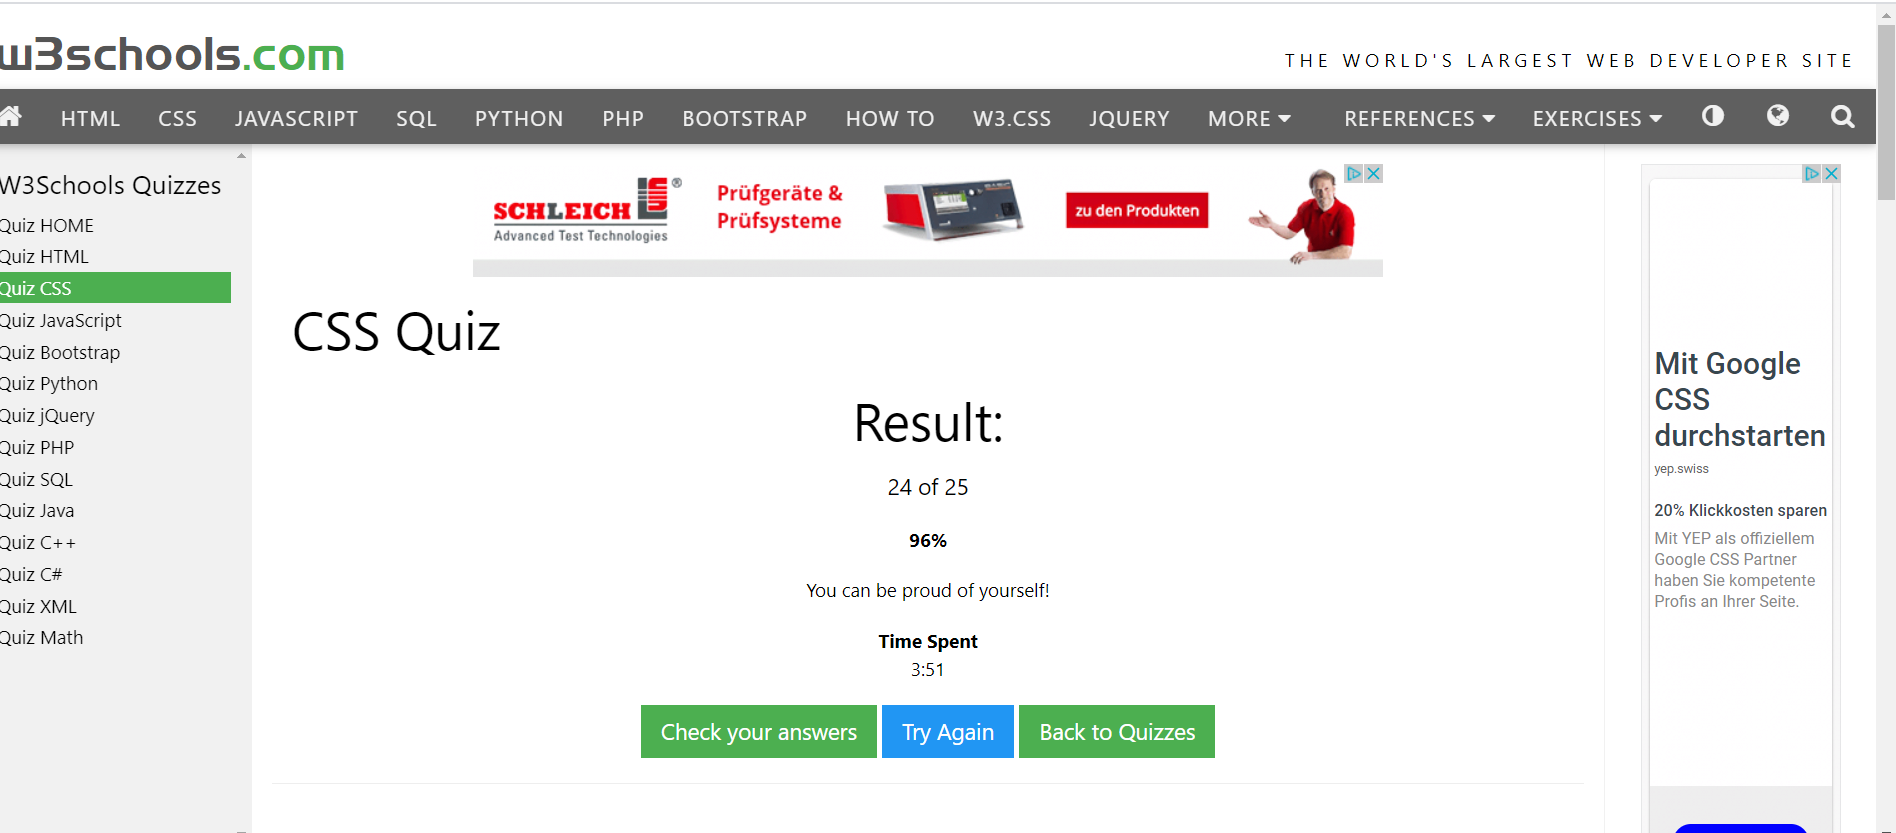 w3schools.com
THE WORLD'S LARGEST WEB DEVELOPER SITE
HTML CSS JAVASCRIPT SQL PYTHON PHP BOOTSTRAP HOW TO W3.CSS JQUERY MORE REFERENCES EXERCISES
W3Schools Quizzes
Quiz HOME
Quiz HTML
Quiz CSS
Quiz JavaScript
Quiz Bootstrap
Quiz Python
Quiz jQuery
Quiz PHP
Quiz SQL
Quiz Java
Quiz C++
Quiz C#
Quiz XML
Quiz Math
SCHLEICH ®
Advanced Test Technologies
Prüfgeräte &
Prüfsysteme
zu den Produkten
CSS Quiz
Result:
24 of 25
96%
You can be proud of yourself!
Time Spent
3:51
Check your answers
Try Again
Back to Quizzes
Mit Google
CSS
durchstarten
yep.swiss
20% Klickkosten sparen
Mit YEP als offiziellem
Google CSS Partner
haben Sie kompetente
Profis an Ihrer Seite.